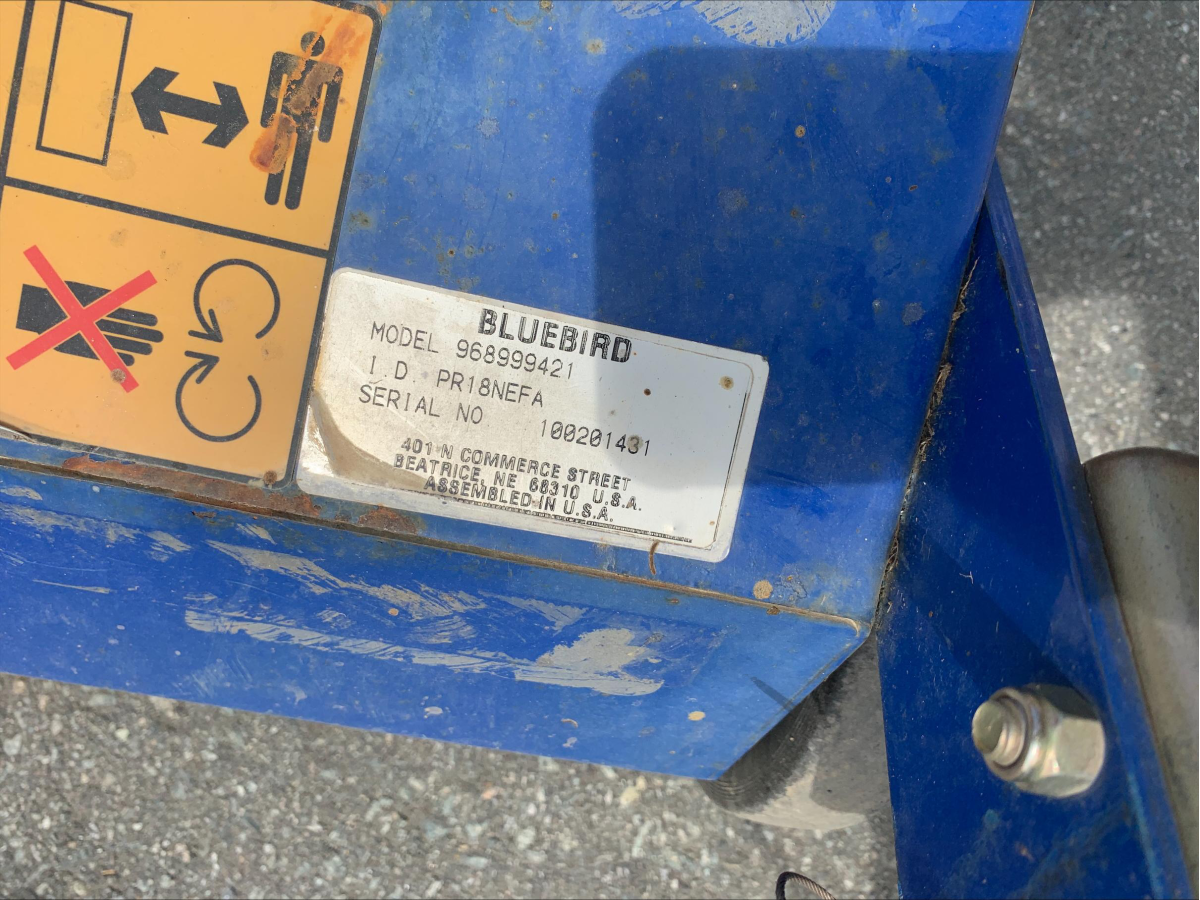 BLUEBIRD
MODEL 968999421
I.D. PR18NEFA
SERIAL NO 100201431
401 N COMMERCE STREET
BEATRICE, NE 68310 U.S.A.
ASSEMBLED IN U.S.A.